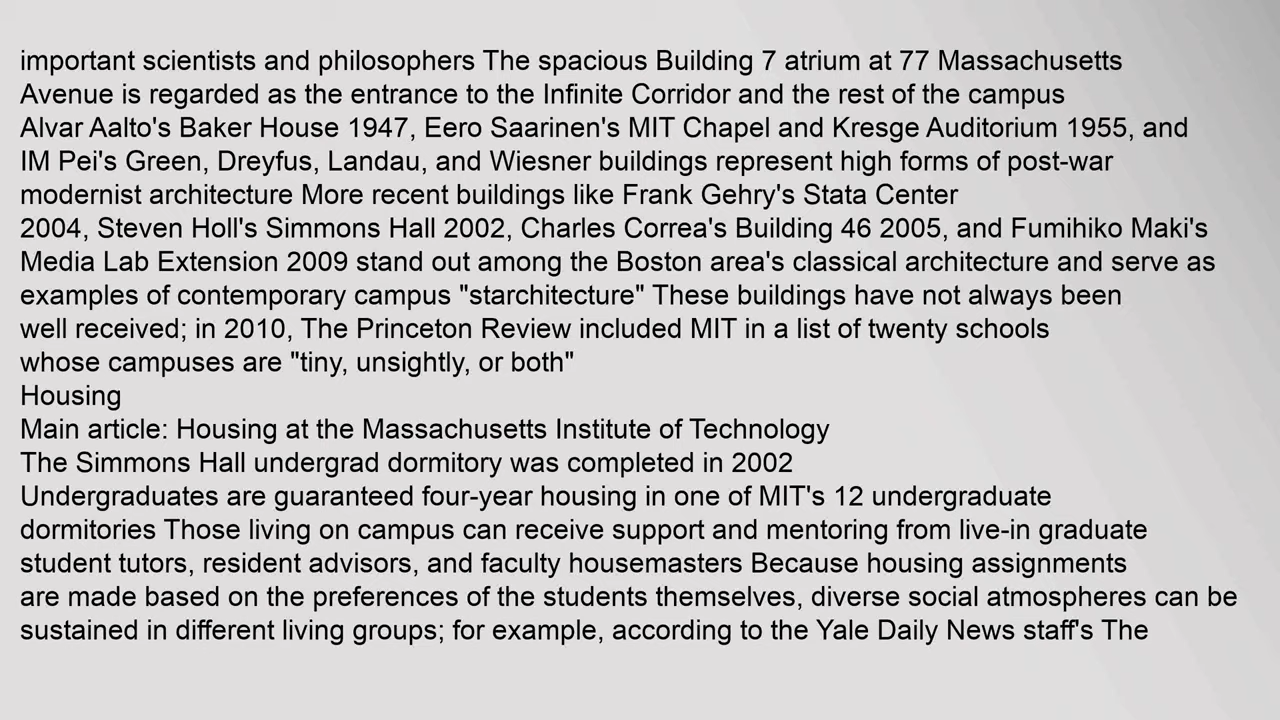 important scientists and philosophers The spacious Building 7 atrium at 77 Massachusetts
Avenue is regarded as the entrance to the Infinite Corridor and the rest of the campus
Alvar Aalto's Baker House 1947, Eero Saarinen's MIT Chapel and Kresge Auditorium 1955, and
IM Pei's Green, Dreyfus, Landau, and Wiesner buildings represent high forms of post-war
modernist architecture More recent buildings like Frank Gehry's Stata Center
2004, Steven Holl's Simmons Hall 2002, Charles Correa's Building 46 2005, and Fumihiko Maki's
Media Lab Extension 2009 stand out among the Boston area's classical architecture and serve as
examples of contemporary campus "starchitecture" These buildings have not always been
well received; in 2010, The Princeton Review included MIT in a list of twenty schools
whose campuses are "tiny, unsightly, or both"
Housing
Main article: Housing at the Massachusetts Institute of Technology
The Simmons Hall undergrad dormitory was completed in 2002
Undergraduates are guaranteed four-year housing in one of MIT's 12 undergraduate
dormitories Those living on campus can receive support and mentoring from live-in graduate
student tutors, resident advisors, and faculty housemasters Because housing assignments
are made based on the preferences of the students themselves, diverse social atmospheres can be
sustained in different living groups; for example, according to the Yale Daily News staff's The